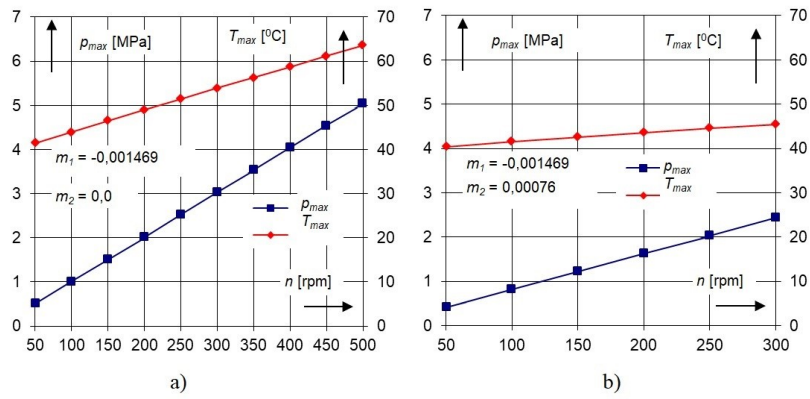 7
6
5
4
3
2
1
0
p_max [MPa]
T_max [⁰C]
70
60
50
40
30
20
10
0
m₁ = -0,001469
m₂ = 0,0
p_max
T_max
n [rpm]
50 100 150 200 250 300 350 400 450 500
a)
7
6
5
4
3
2
1
0
p_max [MPa]
T_max [⁰C]
70
60
50
40
30
20
10
0
m₁ = -0,001469
m₂ = 0,00076
p_max
T_max
n [rpm]
50 100 150 200 250 300
b)